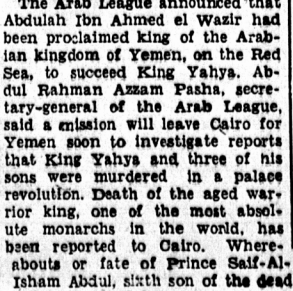 The Arab League announced that
Abdulah Ibn Ahmed el Wazir had
been proclaimed king of the Arab-
ian kingdom of Yemen, on the Red
Sea, to succeed King Yahya. Ab-
dul Rahman Azzam Pasha, secre-
tary-general of the Arab League,
said a mission will leave Cairo for
Yemen soon to investigate reports
that King Yahya and three of his
sons were murdered in a palace
revolution. Death of the aged war-
rior king, one of the most absol-
ute monarchs in the world, has
been reported to Cairo. Where-
abouts or fate of Prince Saif-Al-
Isham Abdul, sixth son of the dead